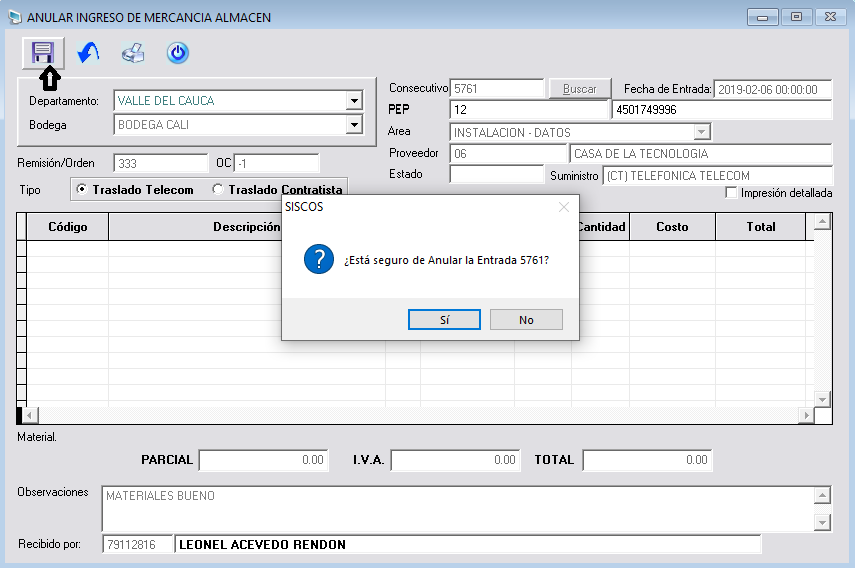 ANULAR INGRESO DE MERCANCIA ALMACEN
Departamento: VALLE DEL CAUCA
Bodega BODEGA CALI
Consecutivo 5761 Buscar Fecha de Entrada: 2019-02-06 00:00:00
PEP 12 4501749996
Area INSTALACION - DATOS
Remisión/Orden 333 OC -1
Proveedor 06 CASA DE LA TECNOLOGIA
Estado Suministro (CT) TELEFONICA TELECOM
Tipo Traslado Telecom Traslado Contratista
Impresión detallada
Código Descripción Cantidad Costo Total
SISCOS
¿Está seguro de Anular la Entrada 5761?
Sí No
Material.
PARCIAL 0.00 I.V.A. 0.00 TOTAL 0.00
Observaciones MATERIALES BUENO
Recibido por: 79112816 LEONEL ACEVEDO RENDON